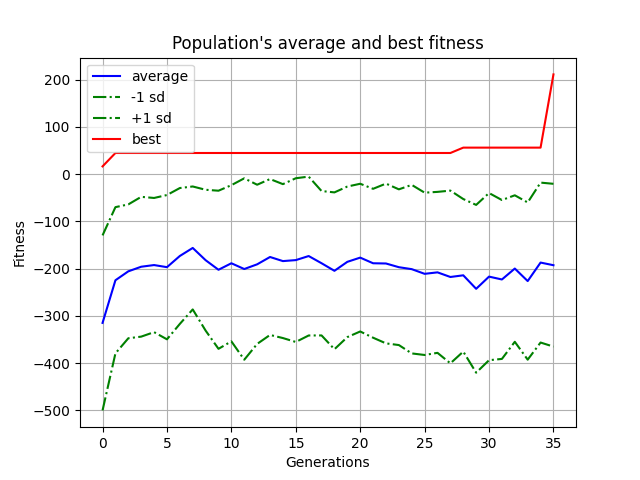 Population's average and best fitness
average
-1 sd
+1 sd
best
Fitness
200
100
0
−100
−200
−300
−400
−500
0 5 10 15 20 25 30 35
Generations